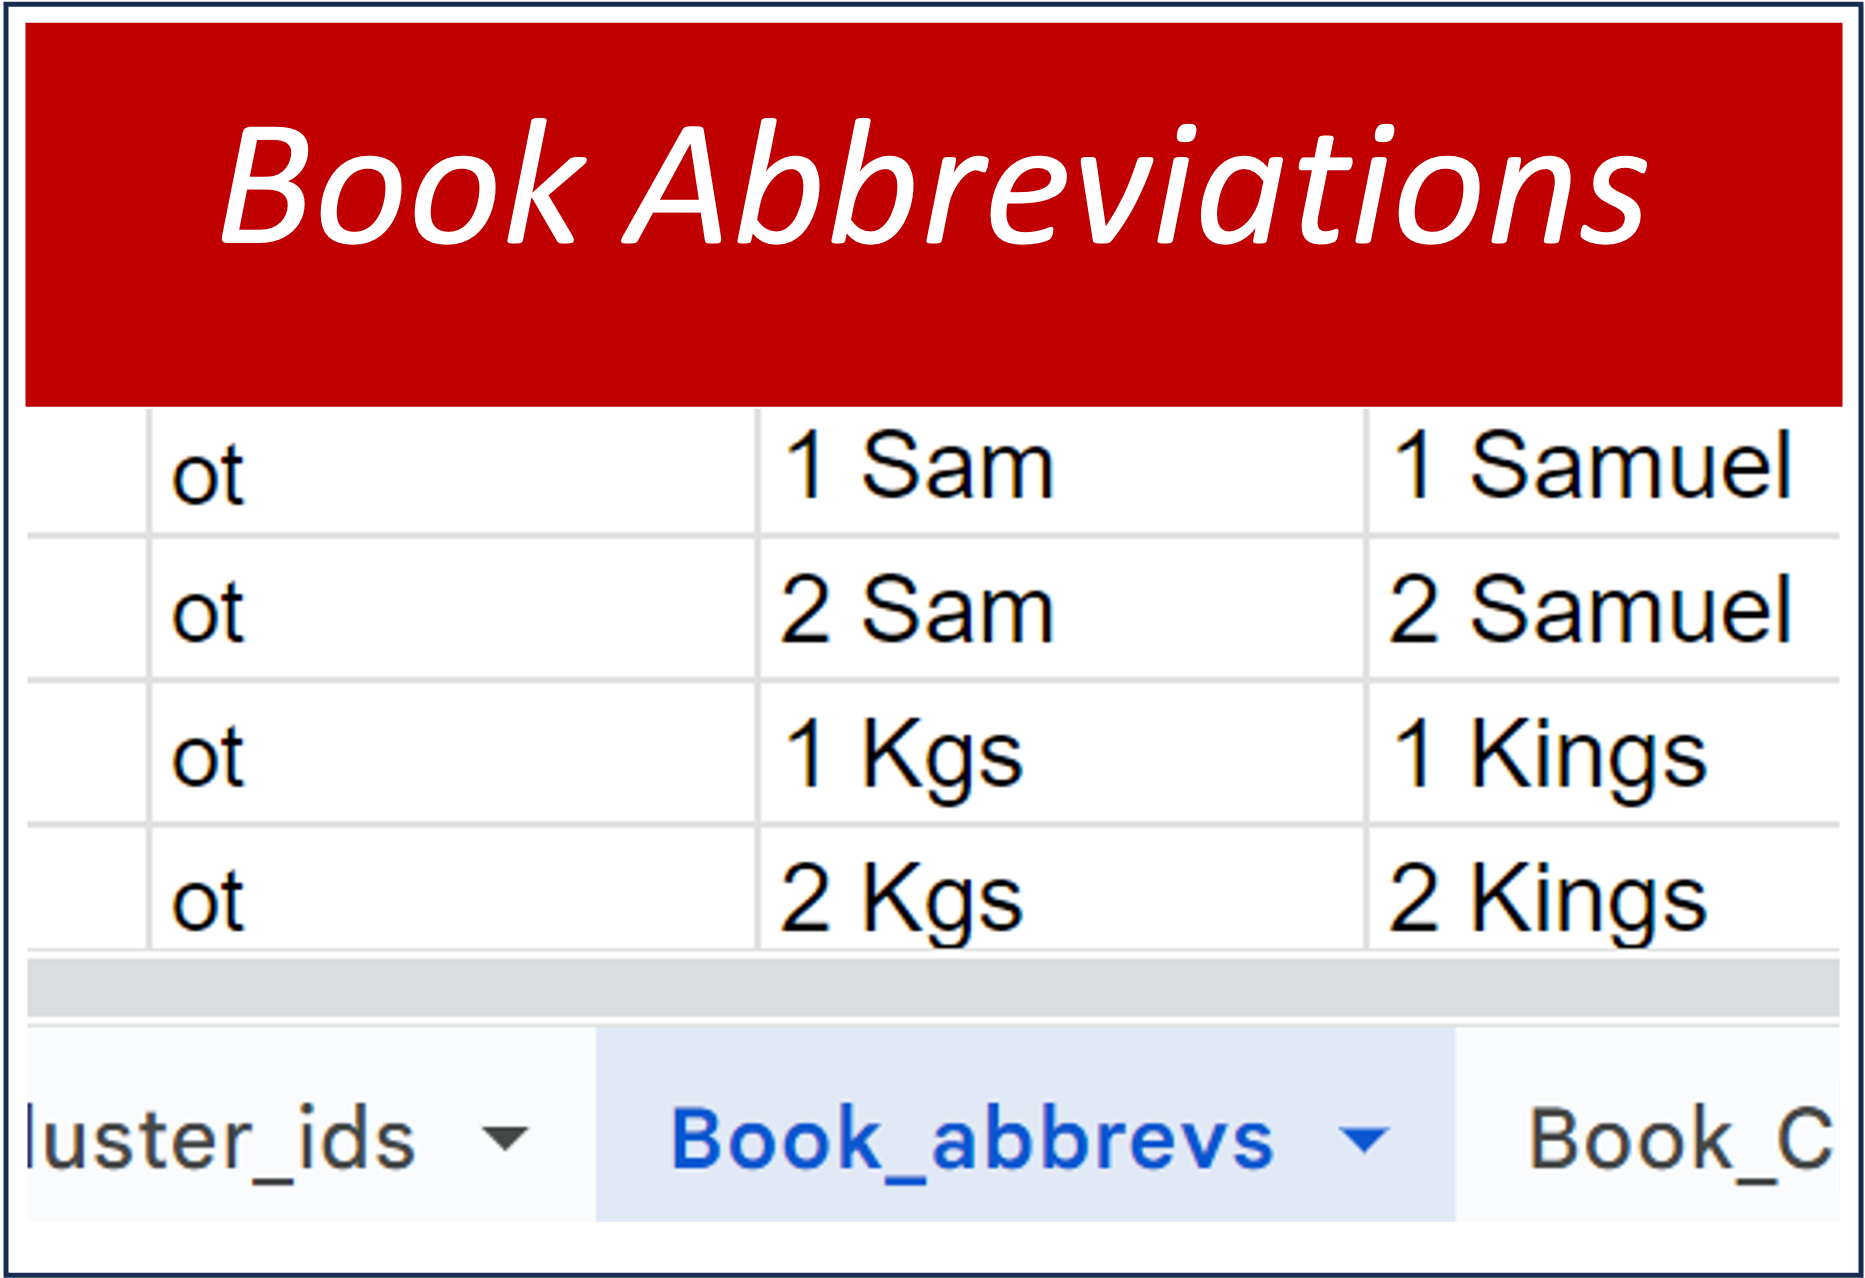 Book Abbreviations
ot 1 Sam 1 Samuel
ot 2 Sam 2 Samuel
ot 1 Kgs 1 Kings
ot 2 Kgs 2 Kings
luster_ids Book_abbrevs Book_C